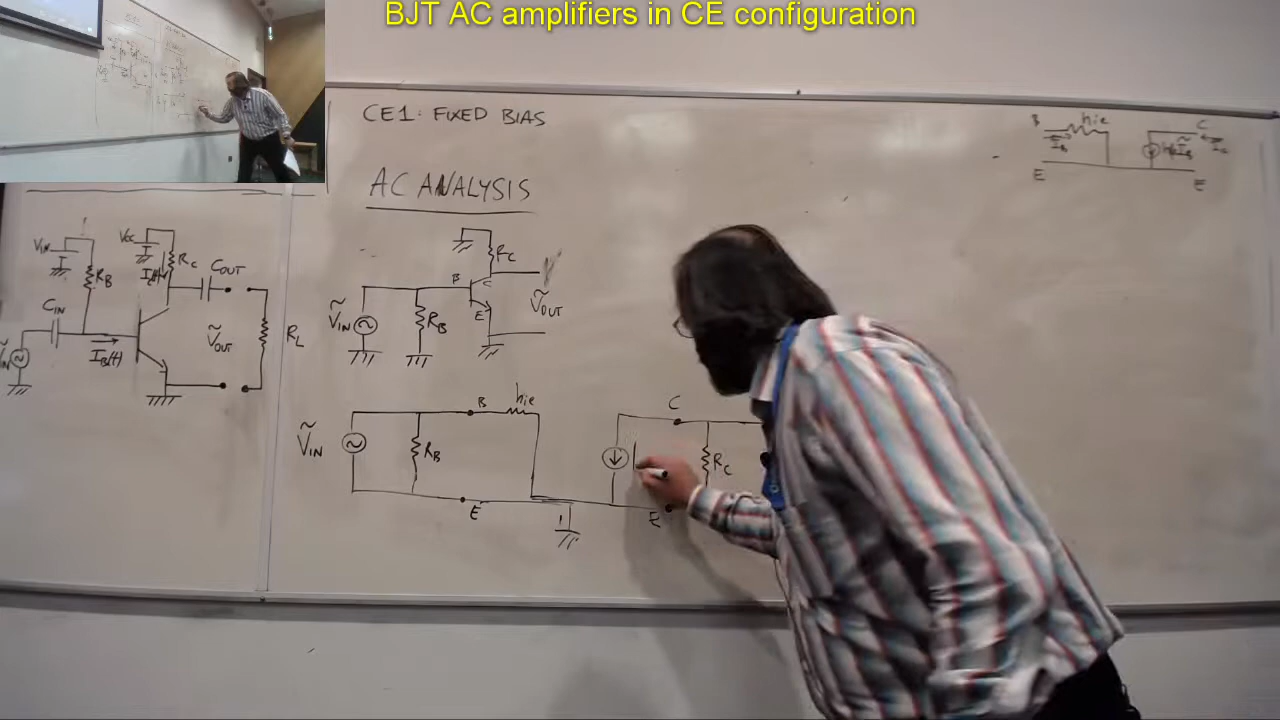 BJT AC amplifiers in CE configuration
CE1: FIXED BIAS
AC ANALYSIS
B
hie
C
E
E
VIN
RB
VCC
RC
COUT
CIN
IB(t)
ṼOUT
RL
RC
B
C
E
ṼIN
RB
ṼOUT
ṼIN
RB
B
hie
E
C
RC
E